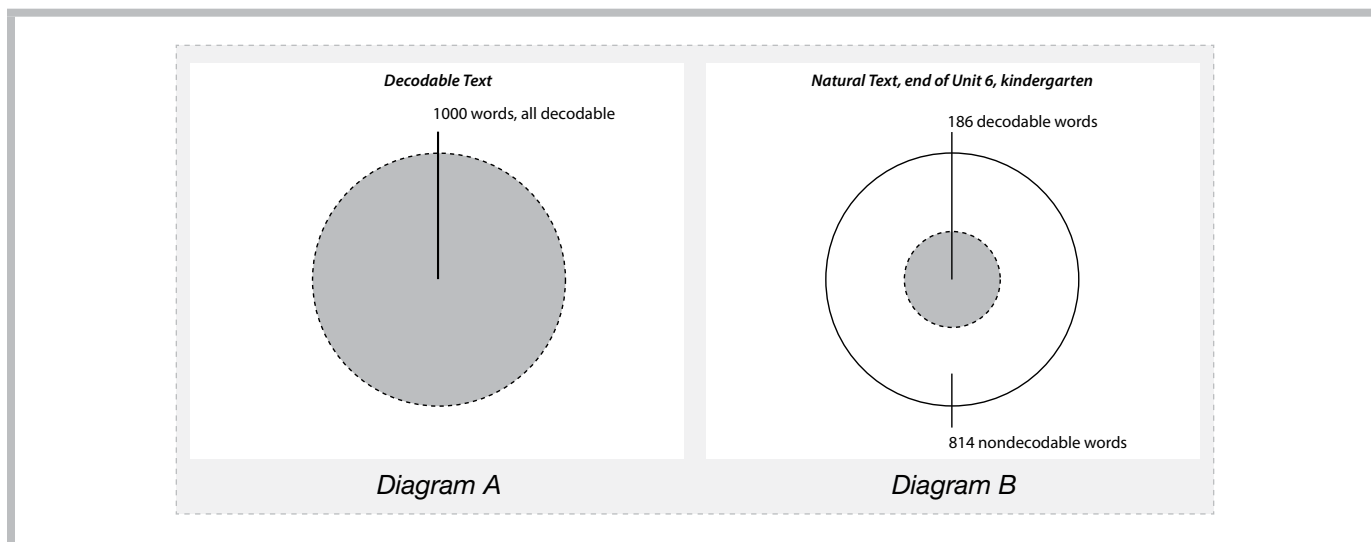 Decodable Text
1000 words, all decodable
Diagram A
Natural Text, end of Unit 6, kindergarten
186 decodable words
814 nondecodable words
Diagram B